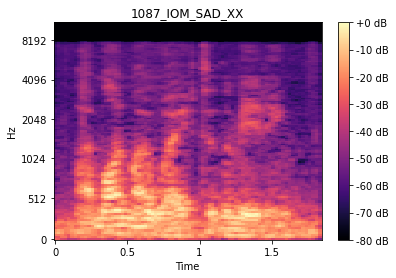 1087_IOM_SAD_XX
8192
4096
2048
1024
512
0
Hz
0 0.5 1 1.5
Time
+0 dB
-10 dB
-20 dB
-30 dB
-40 dB
-50 dB
-60 dB
-70 dB
-80 dB